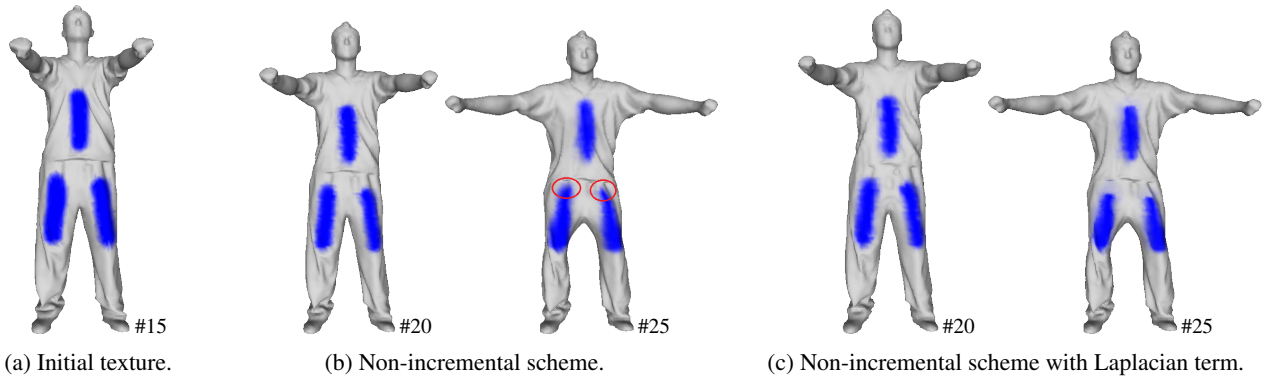 #15
#20
#25
#20
#25
(a) Initial texture.
(b) Non-incremental scheme.
(c) Non-incremental scheme with Laplacian term.